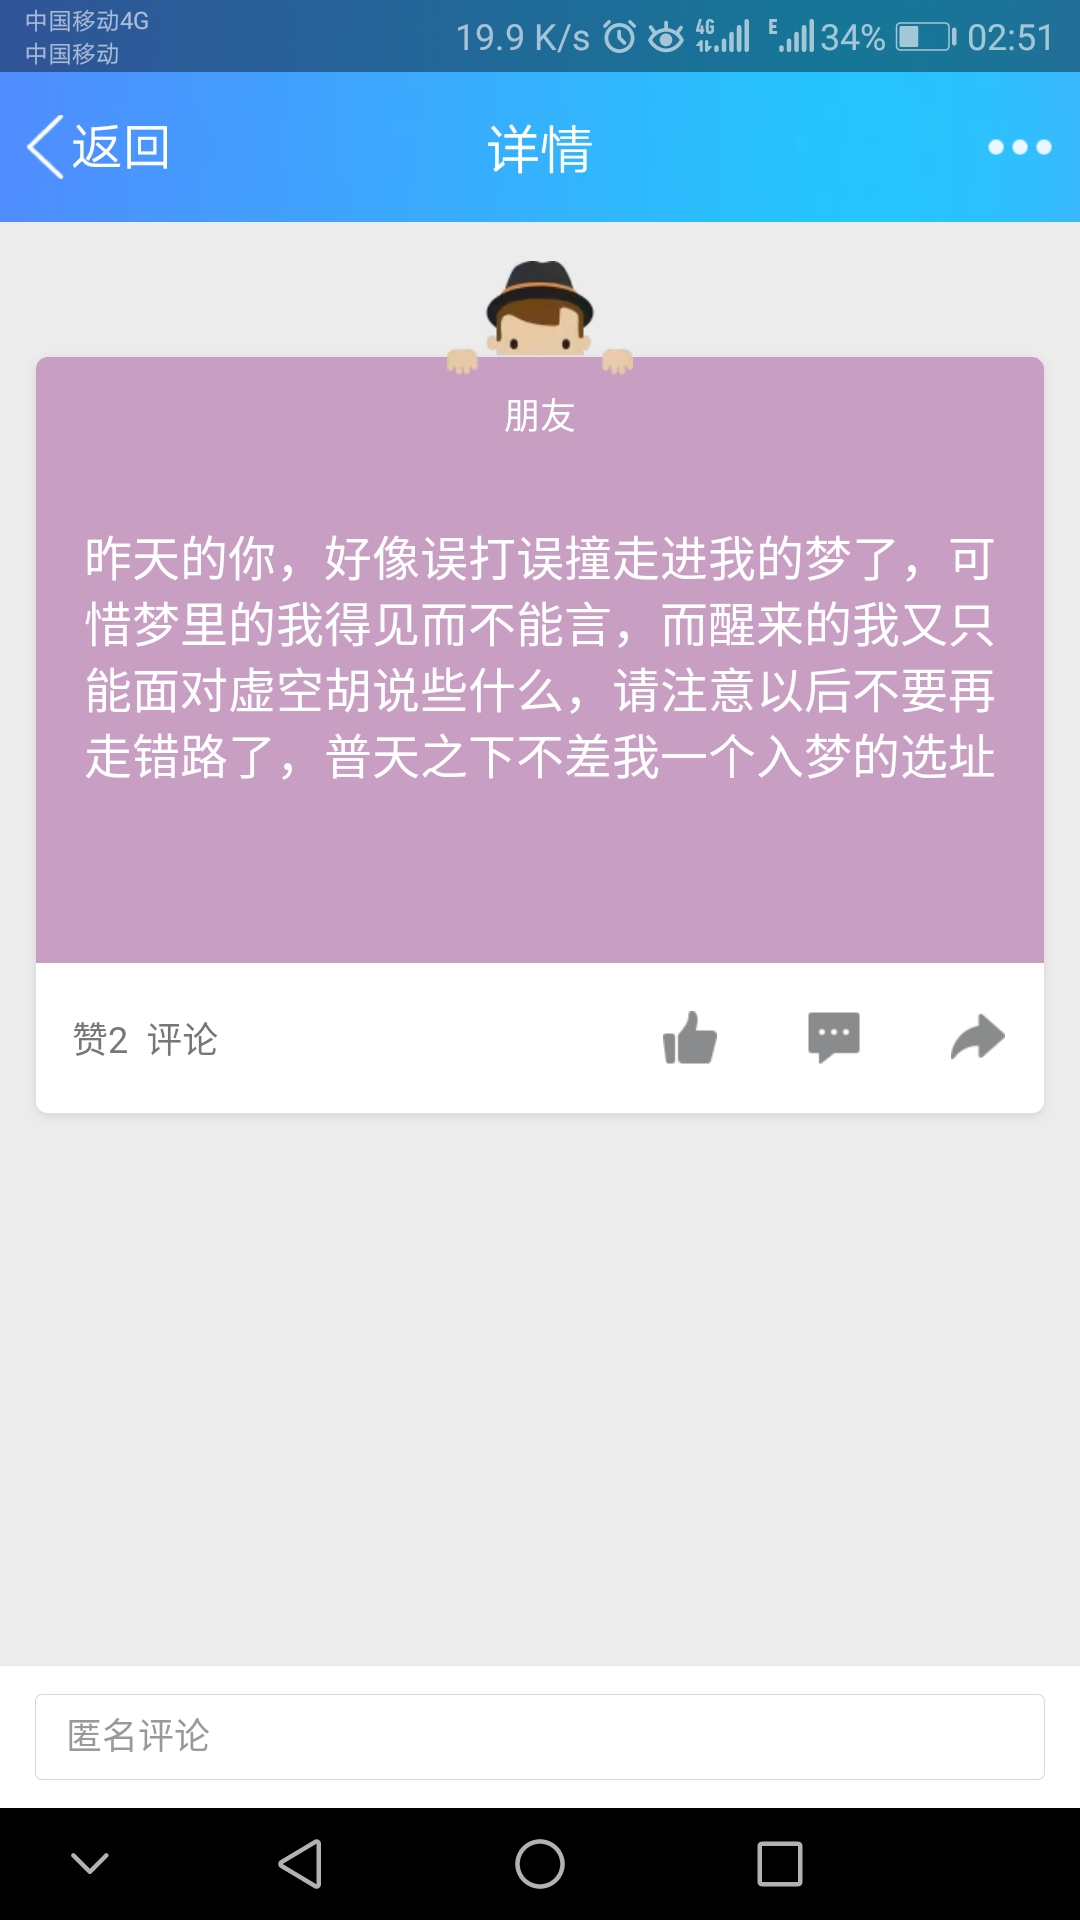 中国移动4G
中国移动
19.9 K/s 4G E 34% 02:51
返回
详情
朋友
昨天的你，好像误打误撞走进我的梦了，可
惜梦里的我得见而不能言，而醒来的我又只
能面对虚空胡说些什么，请注意以后不要再
走错路了，普天之下不差我一个入梦的选址
赞2 评论
匿名评论